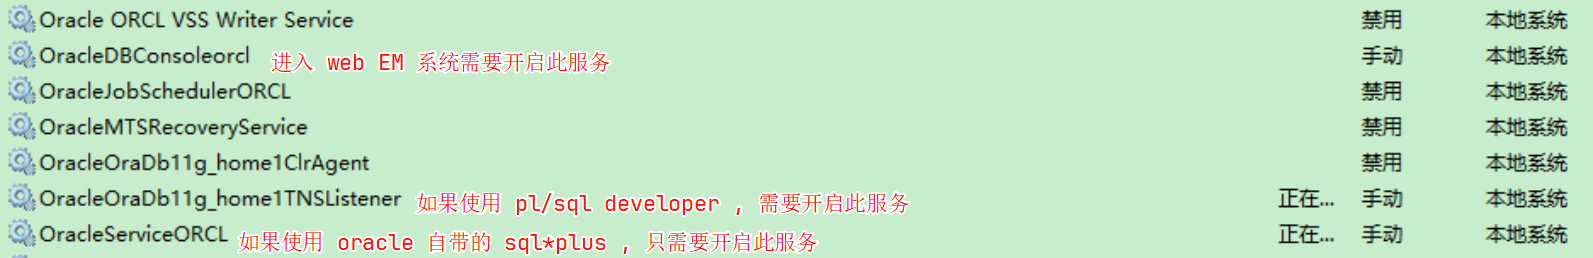 Oracle ORCL VSS Writer Service 禁用 本地系统
OracleDBConsoleorcl 进入 web EM 系统需要开启此服务 手动 本地系统
OracleJobSchedulerORCL 禁用 本地系统
OracleMTSRecoveryService 禁用 本地系统
OracleOraDb11g_home1ClrAgent 禁用 本地系统
OracleOraDb11g_home1TNSListener 如果使用 pl/sql developer , 需要开启此服务 正在... 手动 本地系统
OracleServiceORCL 如果使用 oracle 自带的 sql*plus , 只需要开启此服务 正在... 手动 本地系统